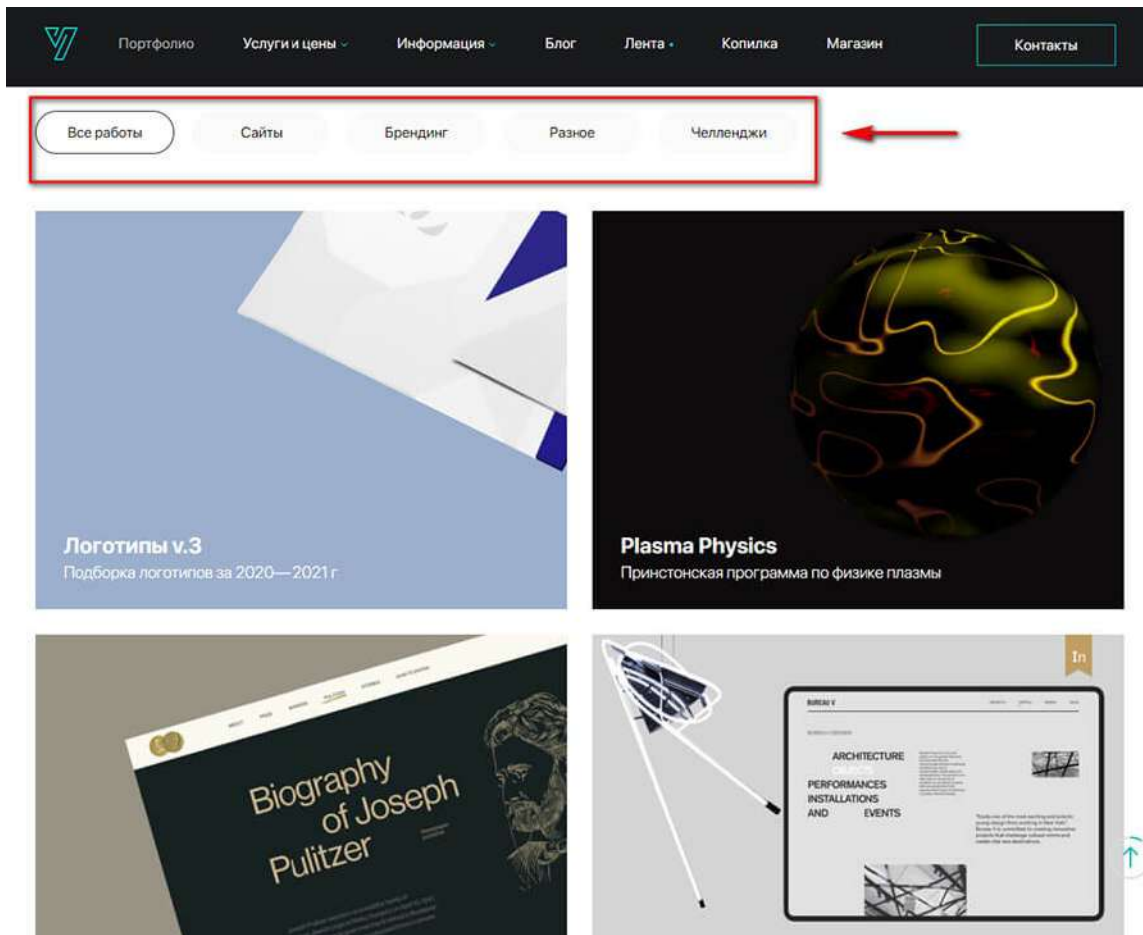 Портфолио Услуги и цены Информация Блог Лента Копилка Магазин Контакты
Все работы Сайты Брендинг Разное Челленджи
Логотипы v.3
Подборка логотипов за 2020—2021 г
Plasma Physics
Принстонская программа по физике плазмы
Biography
of Joseph
Pulitzer
In
BUREAU V
ARCHITECTURE
OBJECTS
PERFORMANCES
INSTALLATIONS
AND EVENTS